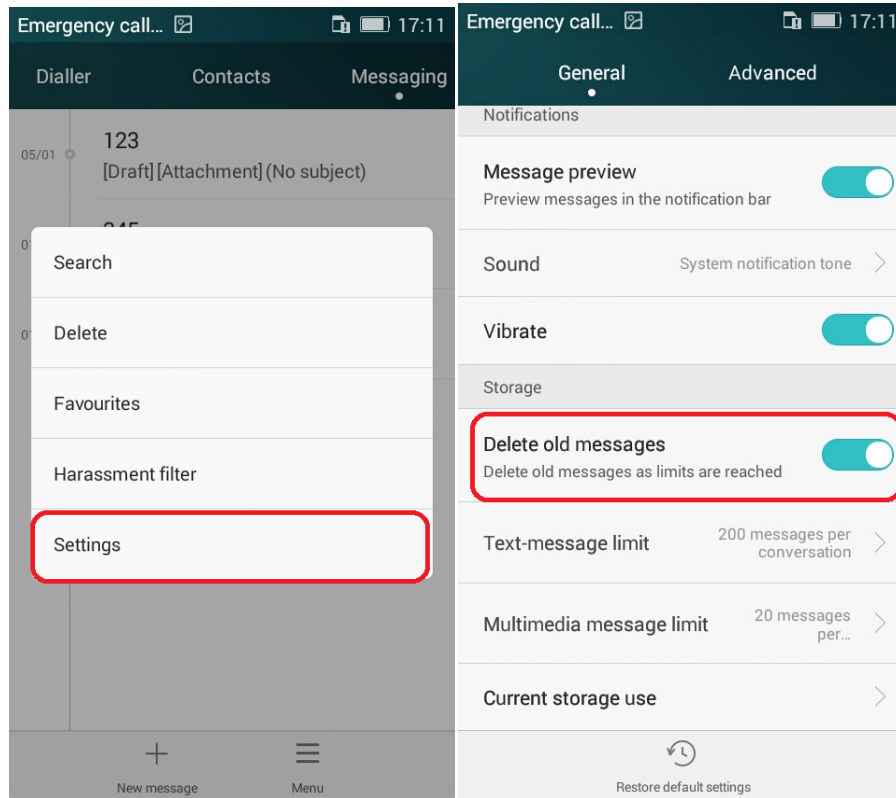 Emergency call... 17:11
Dialler Contacts Messaging
05/01
123
[Draft][Attachment](No subject)
Search
Delete
Favourites
Harassment filter
Settings
New message Menu
Emergency call... 17:11
General Advanced
Notifications
Message preview
Preview messages in the notification bar
Sound System notification tone
Vibrate
Storage
Delete old messages
Delete old messages as limits are reached
Text-message limit 200 messages per
conversation
Multimedia message limit 20 messages
per...
Current storage use
Restore default settings